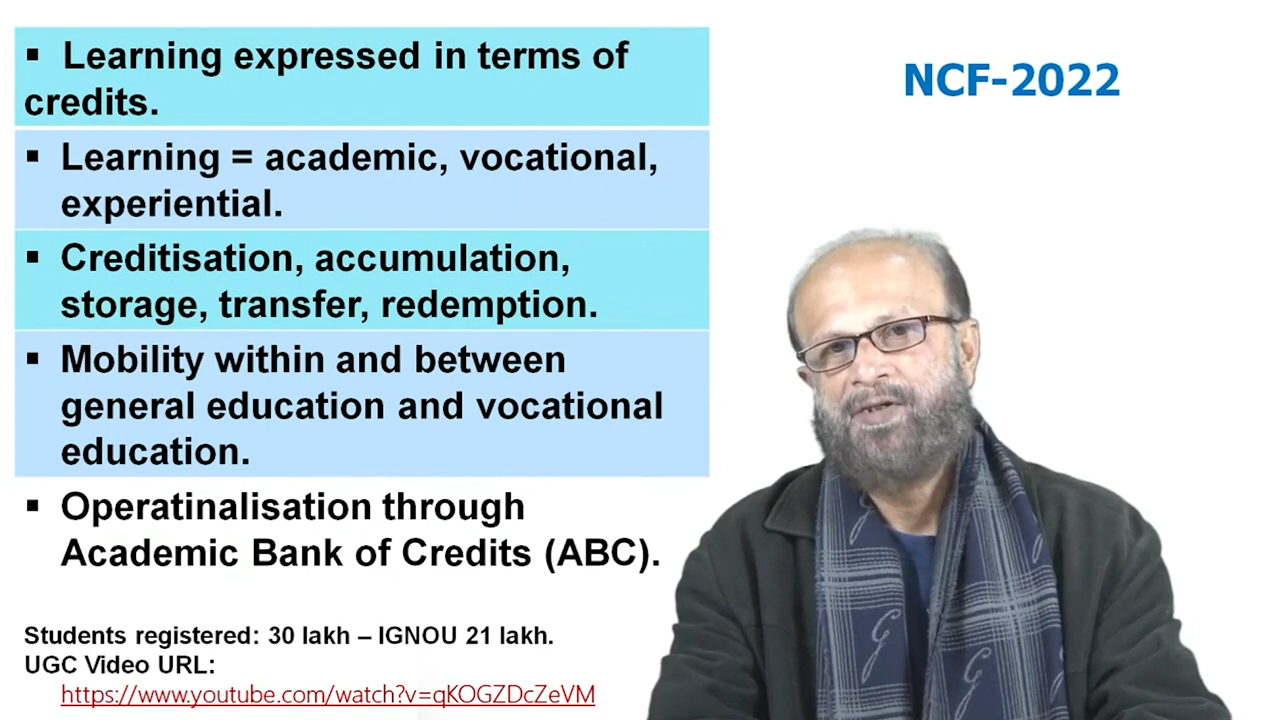 ▪ Learning expressed in terms of
credits.
▪ Learning = academic, vocational,
experiential.
▪ Creditisation, accumulation,
storage, transfer, redemption.
▪ Mobility within and between
general education and vocational
education.
▪ Operatinalisation through
Academic Bank of Credits (ABC).
Students registered: 30 lakh – IGNOU 21 lakh.
UGC Video URL:
https://www.youtube.com/watch?v=qKOGZDcZeVM
NCF-2022